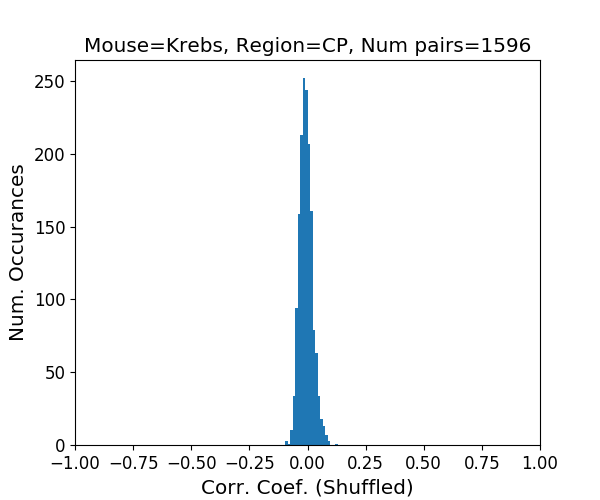 Mouse=Krebs, Region=CP, Num pairs=1596
250
200
150
100
50
0
Num. Occurances
−1.00 −0.75 −0.50 −0.25 0.00 0.25 0.50 0.75 1.00
Corr. Coef. (Shuffled)